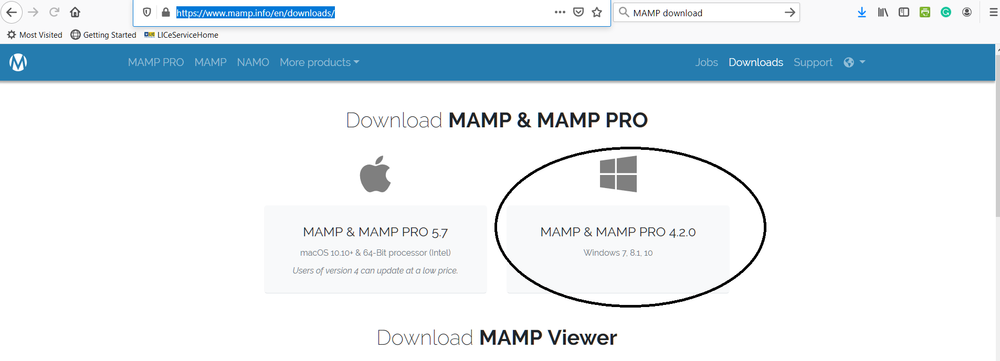 https://www.mamp.info/en/downloads/
MAMP download
Most Visited
Getting Started
LIC
LICeServiceHome
M
MAMP PRO
MAMP
NAMO
More products
Jobs
Downloads
Support
Download MAMP & MAMP PRO
MAMP & MAMP PRO 5.7
macOS 10.10+ & 64-Bit processor (Intel)
Users of version 4 can update at a low price.
MAMP & MAMP PRO 4.2.0
Windows 7, 8.1, 10
Download MAMP Viewer